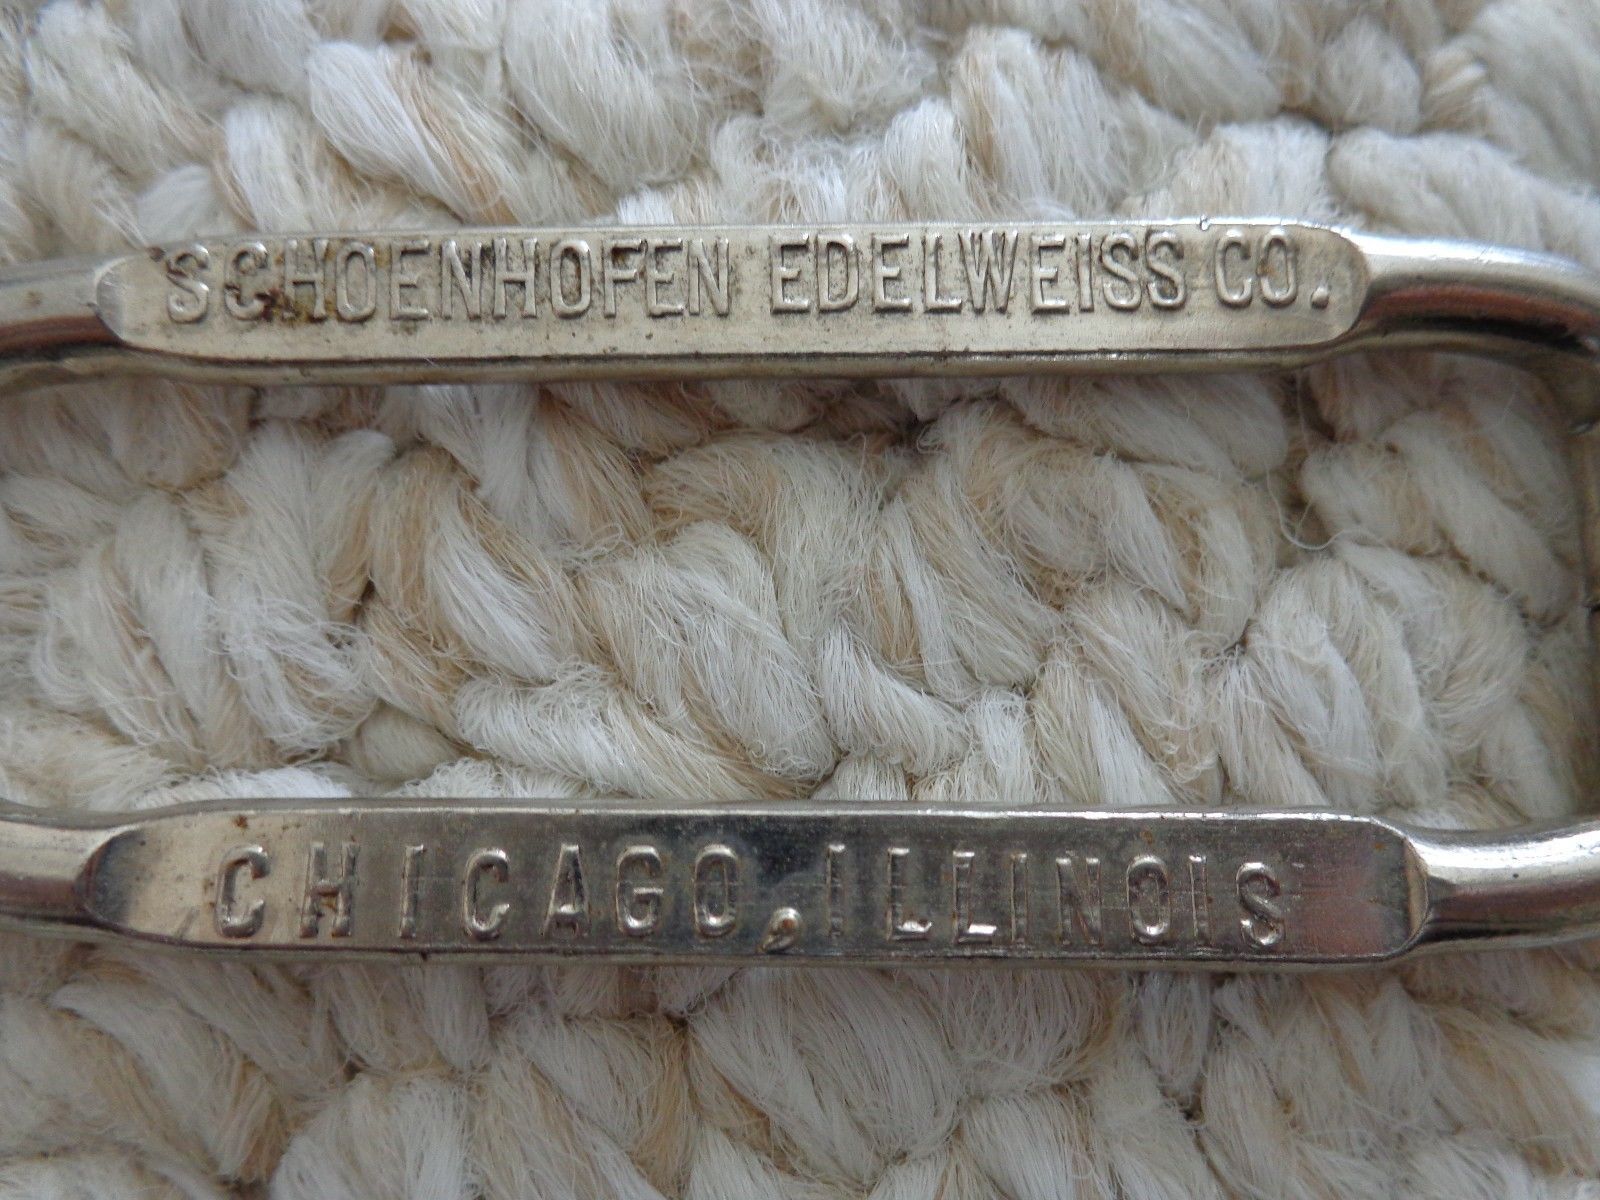 SCHOENHOFEN EDELWEISS CO.
CHICAGO, ILLINOIS